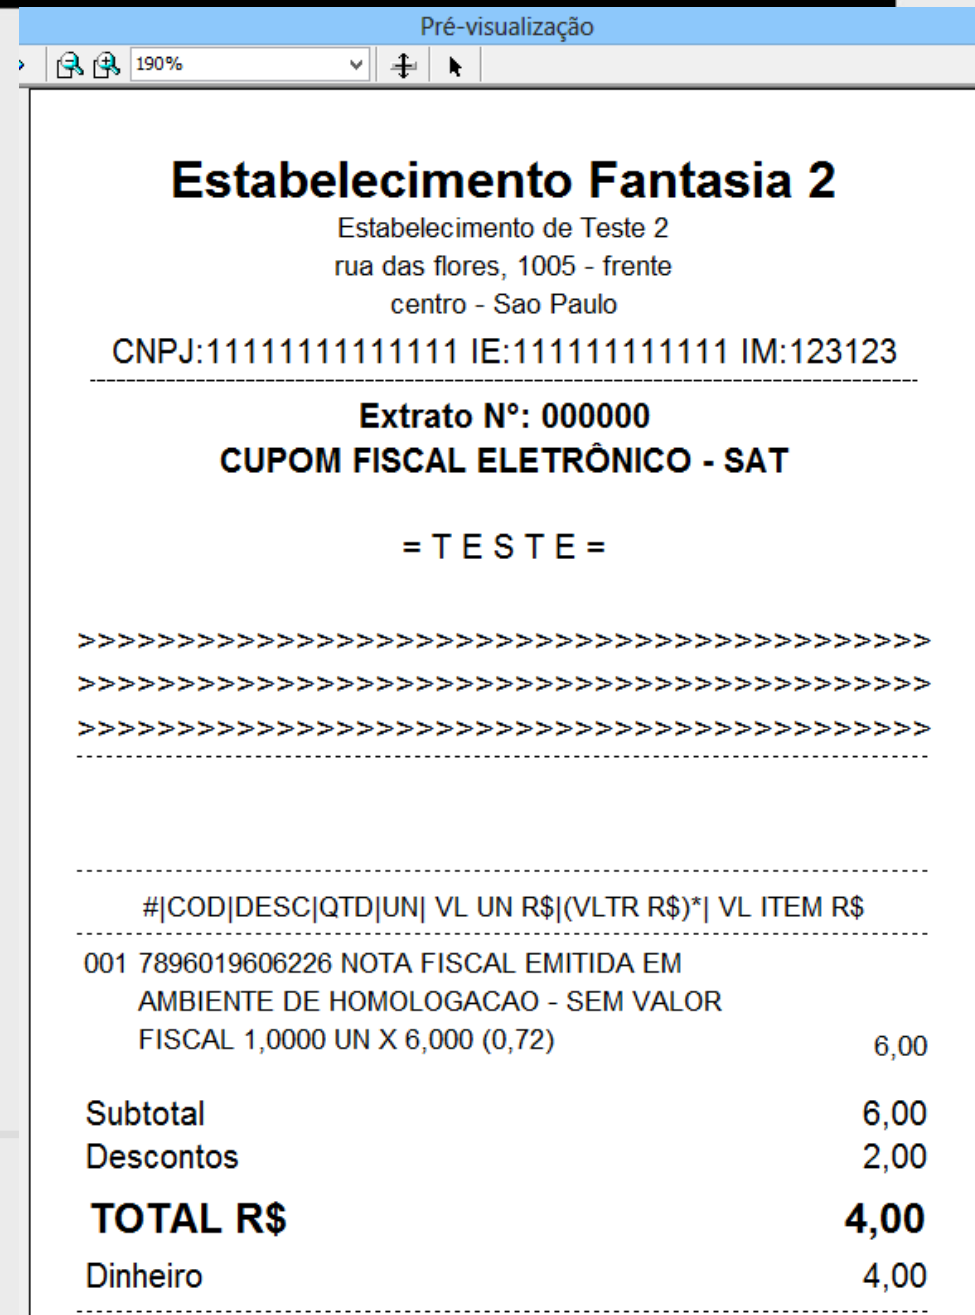 Pré-visualização
190%
Estabelecimento Fantasia 2
Estabelecimento de Teste 2
rua das flores, 1005 - frente
centro - Sao Paulo
CNPJ:11111111111111 IE:111111111111 IM:123123
Extrato Nº: 000000
CUPOM FISCAL ELETRÔNICO - SAT
= T E S T E =
>>>>>>>>>>>>>>>>>>>>>>>>>>>>>>>>>>>>>>>>>>>
>>>>>>>>>>>>>>>>>>>>>>>>>>>>>>>>>>>>>>>>>>>
>>>>>>>>>>>>>>>>>>>>>>>>>>>>>>>>>>>>>>>>>>>
#|COD|DESC|QTD|UN| VL UN R$|(VLTR R$)*| VL ITEM R$
001 7896019606226 NOTA FISCAL EMITIDA EM
AMBIENTE DE HOMOLOGACAO - SEM VALOR
FISCAL 1,0000 UN X 6,000 (0,72) 6,00
Subtotal 6,00
Descontos 2,00
TOTAL R$ 4,00
Dinheiro 4,00